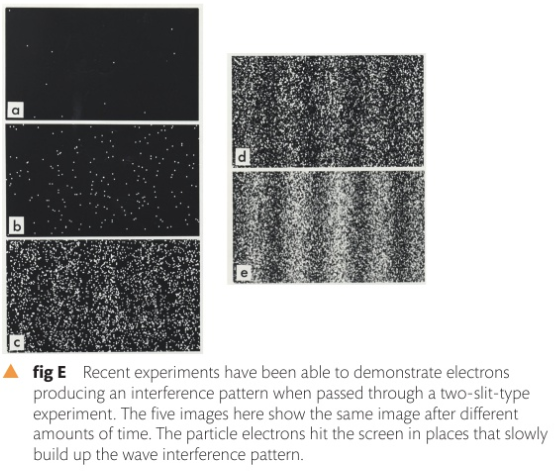 a
b
c
d
e
fig E Recent experiments have been able to demonstrate electrons
producing an interference pattern when passed through a two-slit-type
experiment. The five images here show the same image after different
amounts of time. The particle electrons hit the screen in places that slowly
build up the wave interference pattern.